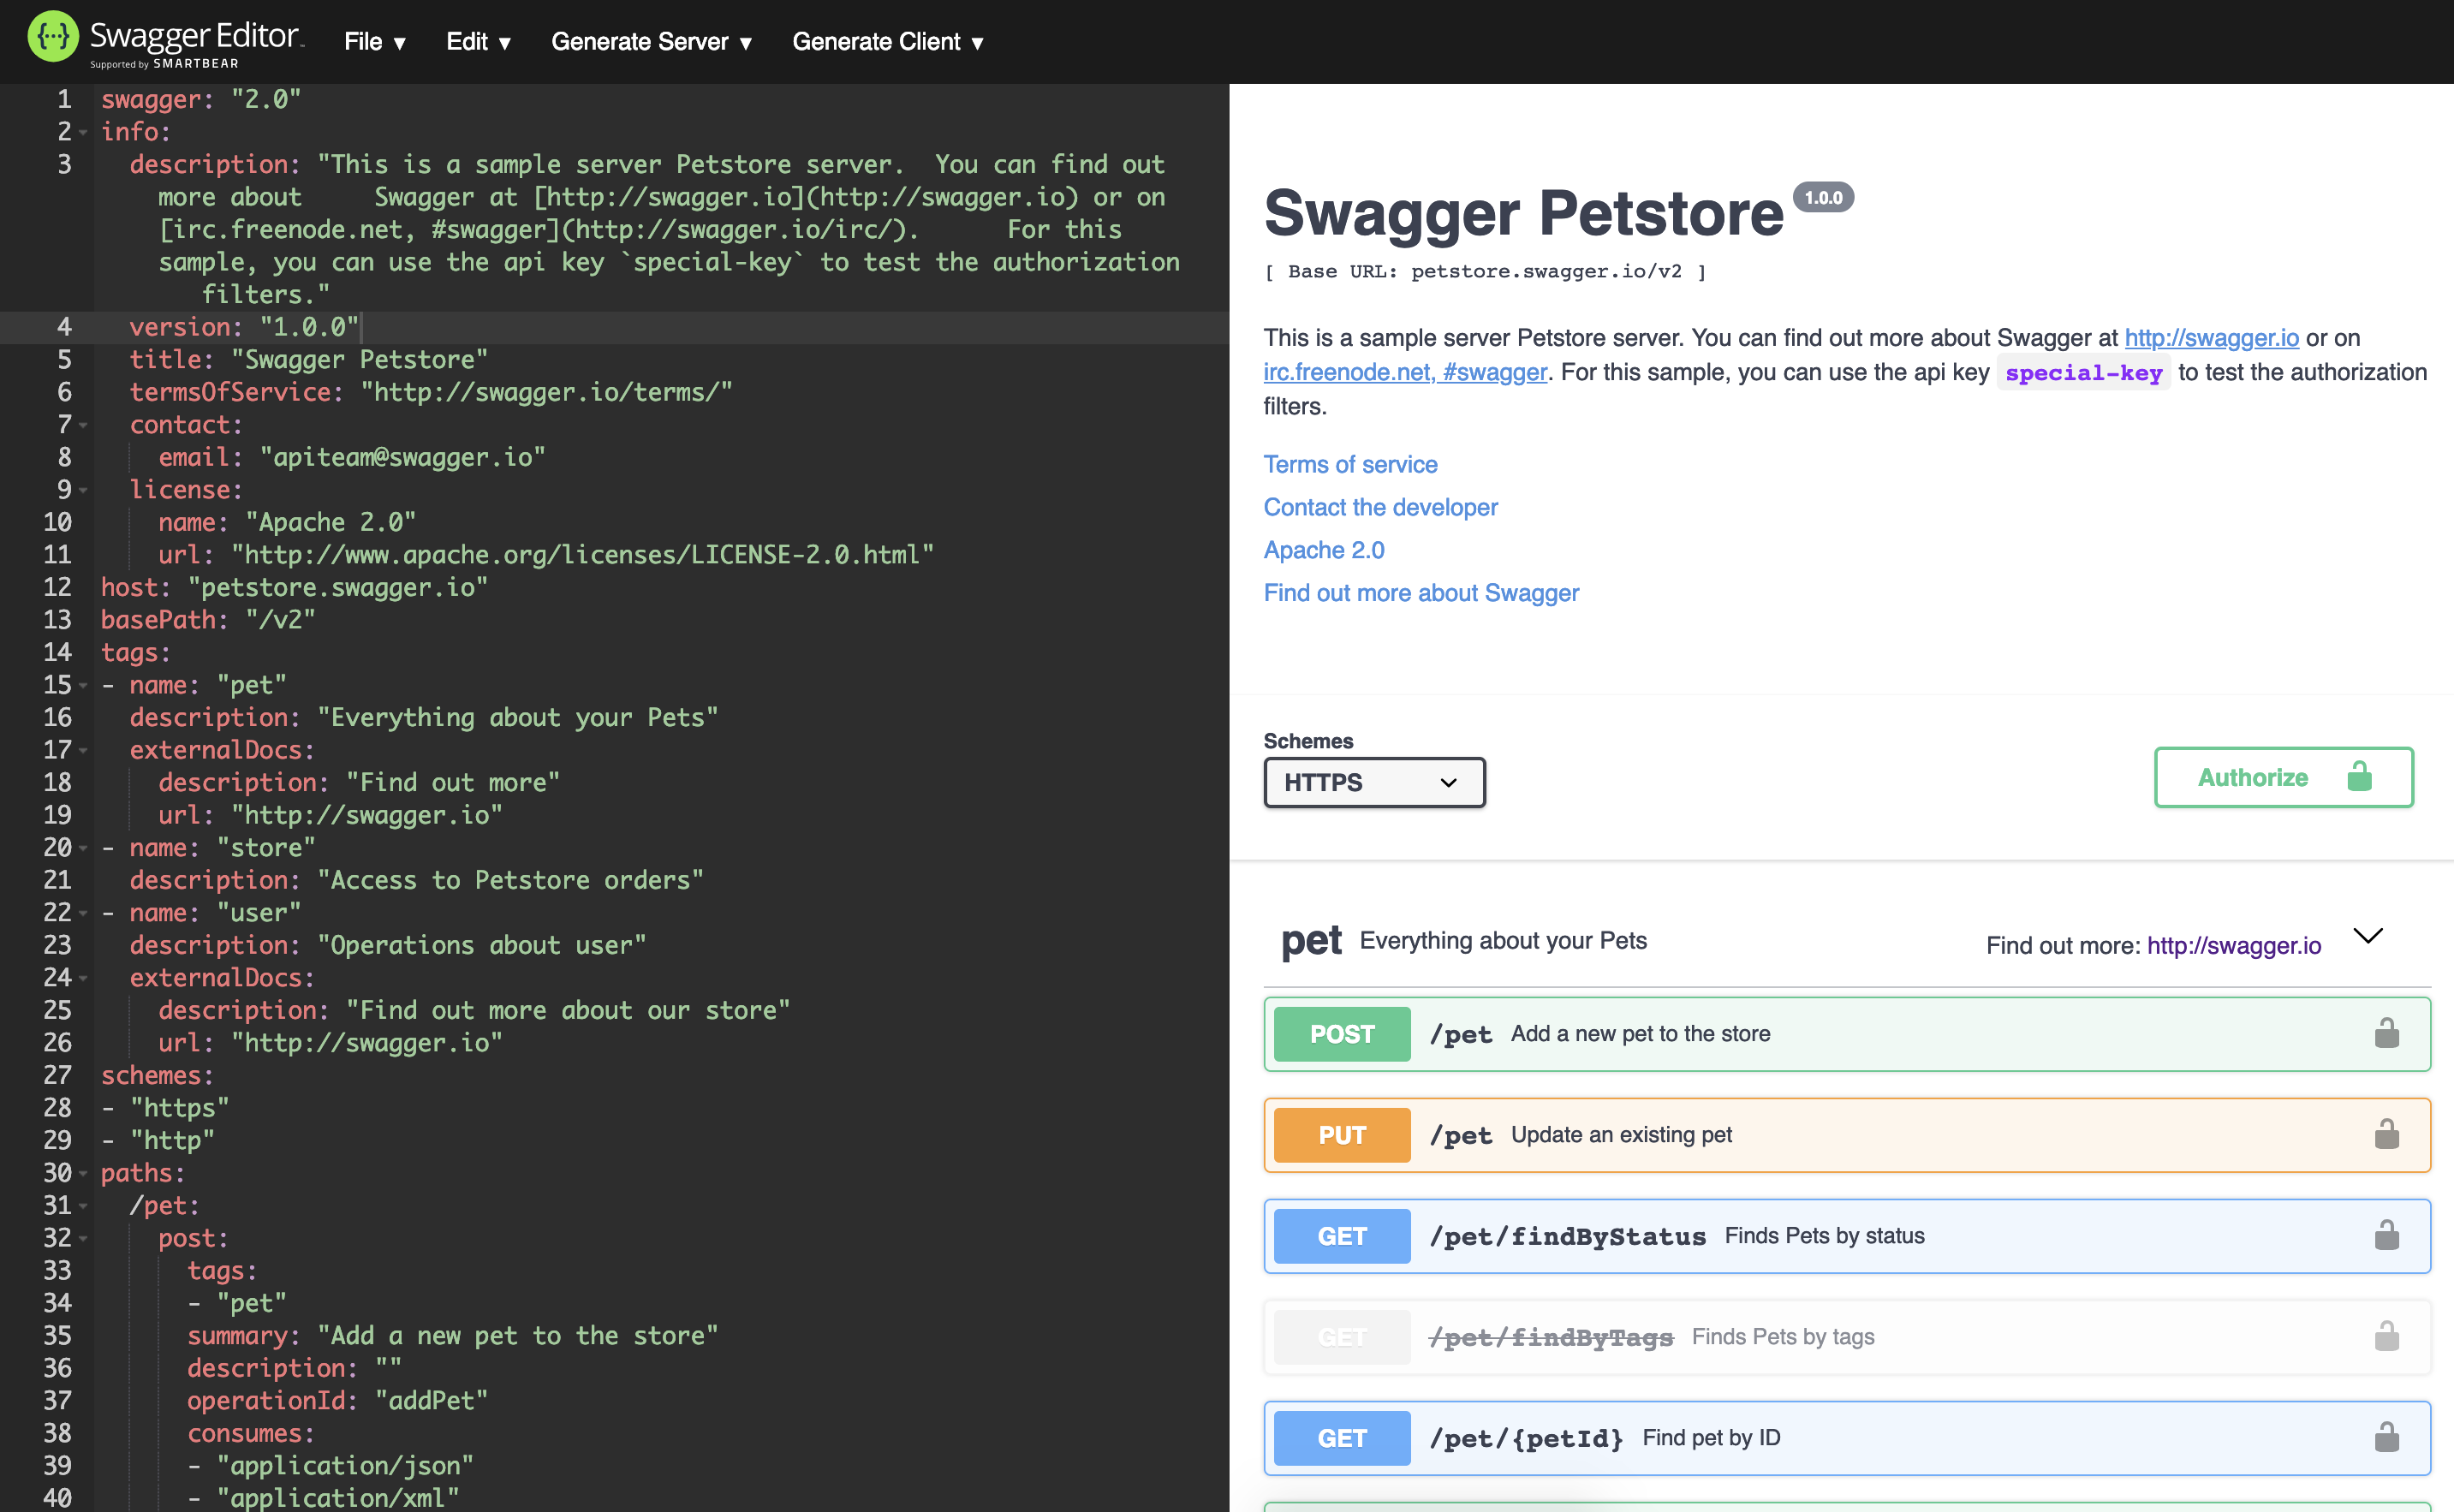 Swagger Editor
Supported by SMARTBEAR
File ▾ Edit ▾ Generate Server ▾ Generate Client ▾
1 swagger: "2.0"
2 info:
3 description: "This is a sample server Petstore server.  You can find out
more about     Swagger at [http://swagger.io](http://swagger.io) or on
[irc.freenode.net, #swagger](http://swagger.io/irc/).      For this
sample, you can use the api key `special-key` to test the authorization
filters."
4 version: "1.0.0"
5 title: "Swagger Petstore"
6 termsOfService: "http://swagger.io/terms/"
7 contact:
8 email: "apiteam@swagger.io"
9 license:
10 name: "Apache 2.0"
11 url: "http://www.apache.org/licenses/LICENSE-2.0.html"
12 host: "petstore.swagger.io"
13 basePath: "/v2"
14 tags:
15 - name: "pet"
16 description: "Everything about your Pets"
17 externalDocs:
18 description: "Find out more"
19 url: "http://swagger.io"
20 - name: "store"
21 description: "Access to Petstore orders"
22 - name: "user"
23 description: "Operations about user"
24 externalDocs:
25 description: "Find out more about our store"
26 url: "http://swagger.io"
27 schemes:
28 - "https"
29 - "http"
30 paths:
31 /pet:
32 post:
33 tags:
34 - "pet"
35 summary: "Add a new pet to the store"
36 description: ""
37 operationId: "addPet"
38 consumes:
39 - "application/json"
40 - "application/xml"
Swagger Petstore 1.0.0
[ Base URL: petstore.swagger.io/v2 ]
This is a sample server Petstore server. You can find out more about Swagger at http://swagger.io or on
irc.freenode.net, #swagger. For this sample, you can use the api key special-key to test the authorization
filters.
Terms of service
Contact the developer
Apache 2.0
Find out more about Swagger
Schemes
HTTPS
Authorize
pet Everything about your Pets Find out more: http://swagger.io
POST /pet Add a new pet to the store
PUT /pet Update an existing pet
GET /pet/findByStatus Finds Pets by status
GET /pet/findByTags Finds Pets by tags
GET /pet/{petId} Find pet by ID